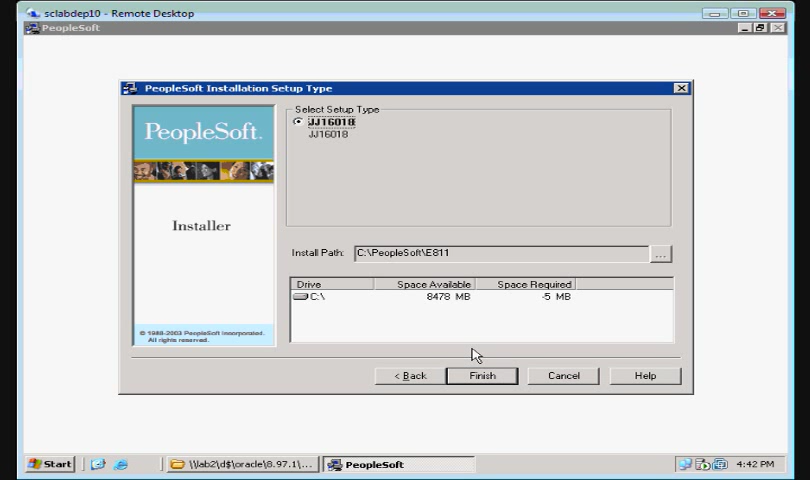 sclabdep10 - Remote Desktop
PeopleSoft
PeopleSoft Installation Setup Type
PeopleSoft.
Installer
© 1988-2003 PeopleSoft Incorporated.
All rights reserved.
Select Setup Type
JJ16018
JJ16018
Install Path: C:\PeopleSoft\E811 ...
Drive Space Available Space Required
C:\ 8478 MB -5 MB
< Back Finish Cancel Help
Start \\lab2\d$\oracle\8.97.1\... PeopleSoft 4:42 PM